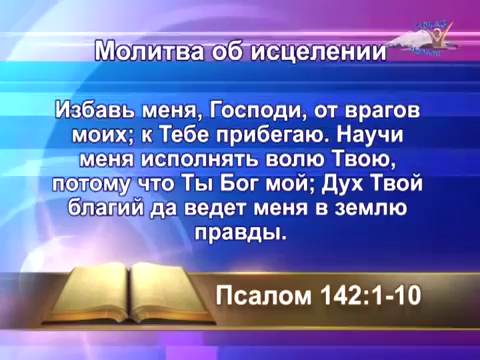 Молитва об исцелении
Избавь меня, Господи, от врагов
моих; к Тебе прибегаю. Научи
меня исполнять волю Твою,
потому что Ты Бог мой; Дух Твой
благий да ведет меня в землю
правды.
Псалом 142:1-10